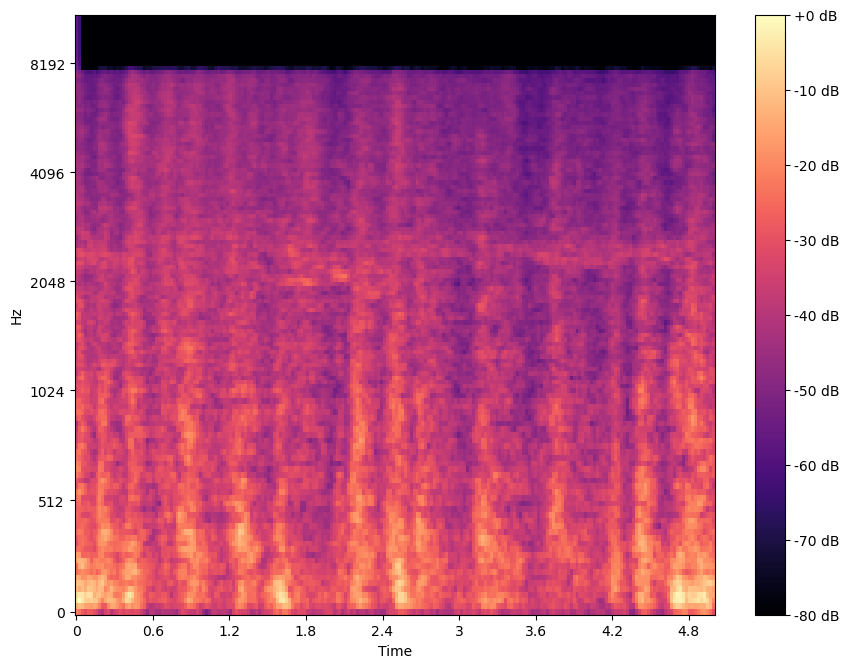 8192
4096
2048
1024
512
0
Hz
0 0.6 1.2 1.8 2.4 3 3.6 4.2 4.8
Time
+0 dB
-10 dB
-20 dB
-30 dB
-40 dB
-50 dB
-60 dB
-70 dB
-80 dB